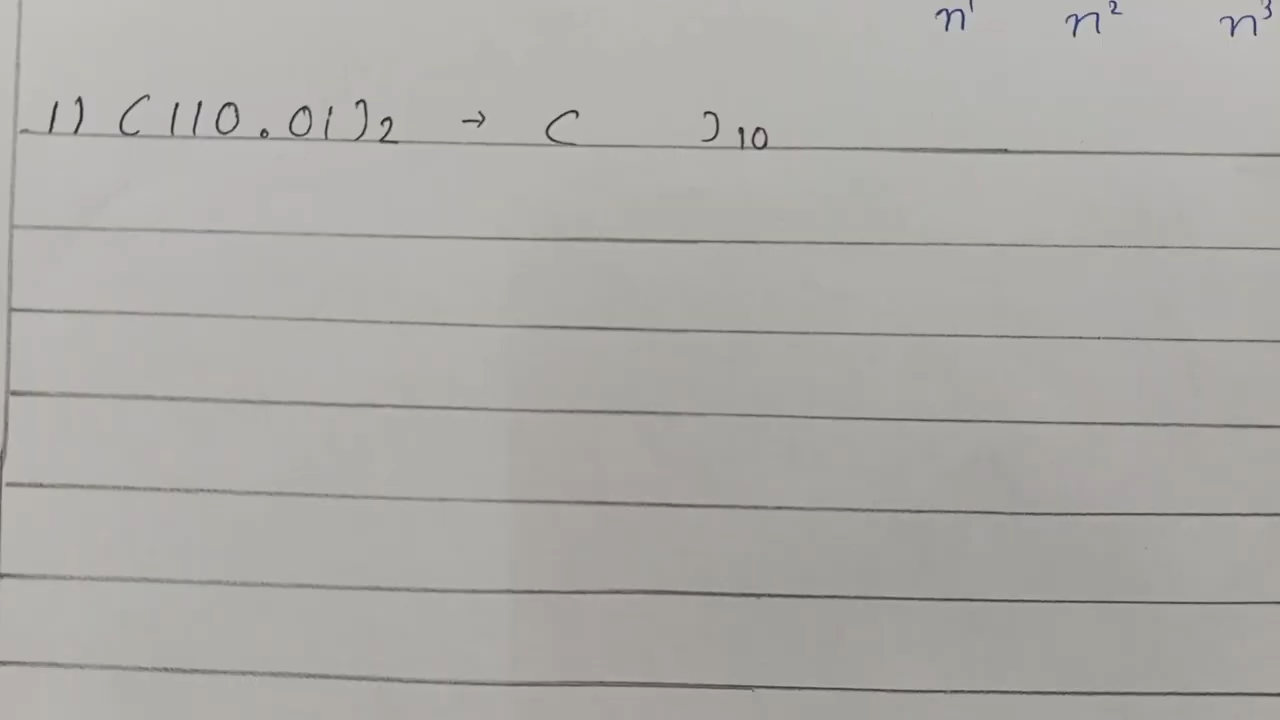 n¹ n² n³
1) (110.01)₂ → ( )₁₀